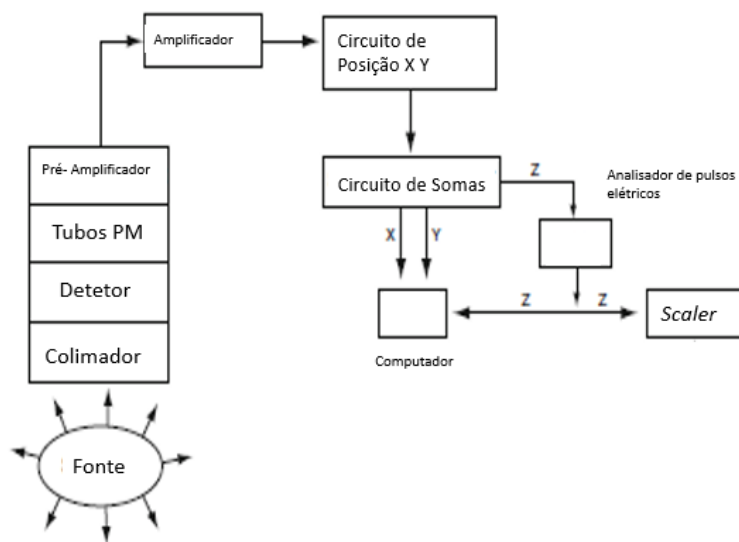 Amplificador
Circuito de
Posição X Y
Pré- Amplificador
Tubos PM
Detetor
Colimador
Fonte
Circuito de Somas
Z
X
Y
Analisador de pulsos
elétricos
Z
Z
Scaler
Computador